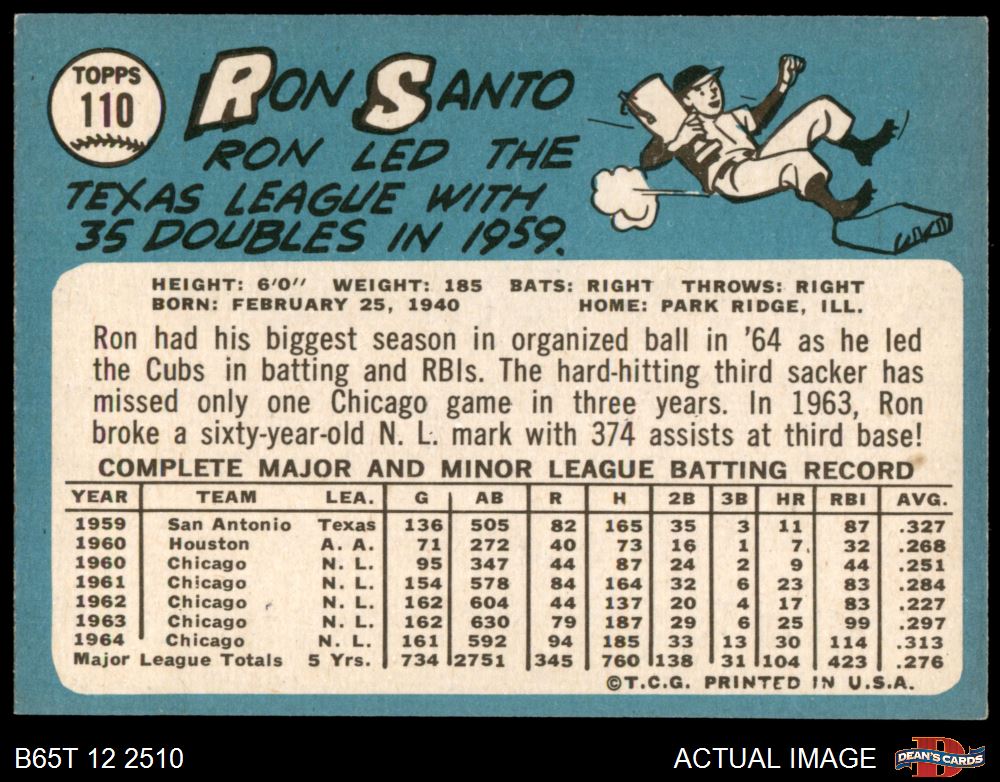 TOPPS
110
RON SANTO
RON LED THE
TEXAS LEAGUE WITH
35 DOUBLES IN 1959.
HEIGHT: 6'0" WEIGHT: 185 BATS: RIGHT THROWS: RIGHT
BORN: FEBRUARY 25, 1940 HOME: PARK RIDGE, ILL.
Ron had his biggest season in organized ball in '64 as he led
the Cubs in batting and RBIs. The hard-hitting third sacker has
missed only one Chicago game in three years. In 1963, Ron
broke a sixty-year-old N. L. mark with 374 assists at third base!
COMPLETE MAJOR AND MINOR LEAGUE BATTING RECORD
YEAR TEAM LEA. G AB R H 2B 3B HR RBI AVG.
1959 San Antonio Texas 136 505 82 165 35 3 11 87 .327
1960 Houston A. A. 71 272 40 73 16 1 7 32 .268
1960 Chicago N. L. 95 347 44 87 24 2 9 44 .251
1961 Chicago N. L. 154 578 84 164 32 6 23 83 .284
1962 Chicago N. L. 162 604 44 137 20 4 17 83 .227
1963 Chicago N. L. 162 630 79 187 29 6 25 99 .297
1964 Chicago N. L. 161 592 94 185 33 13 30 114 .313
Major League Totals 5 Yrs. 734 2751 345 760 138 31 104 423 .276
©T.C.G. PRINTED IN U.S.A.
B65T 12 2510 ACTUAL IMAGE D DEAN'S CARDS